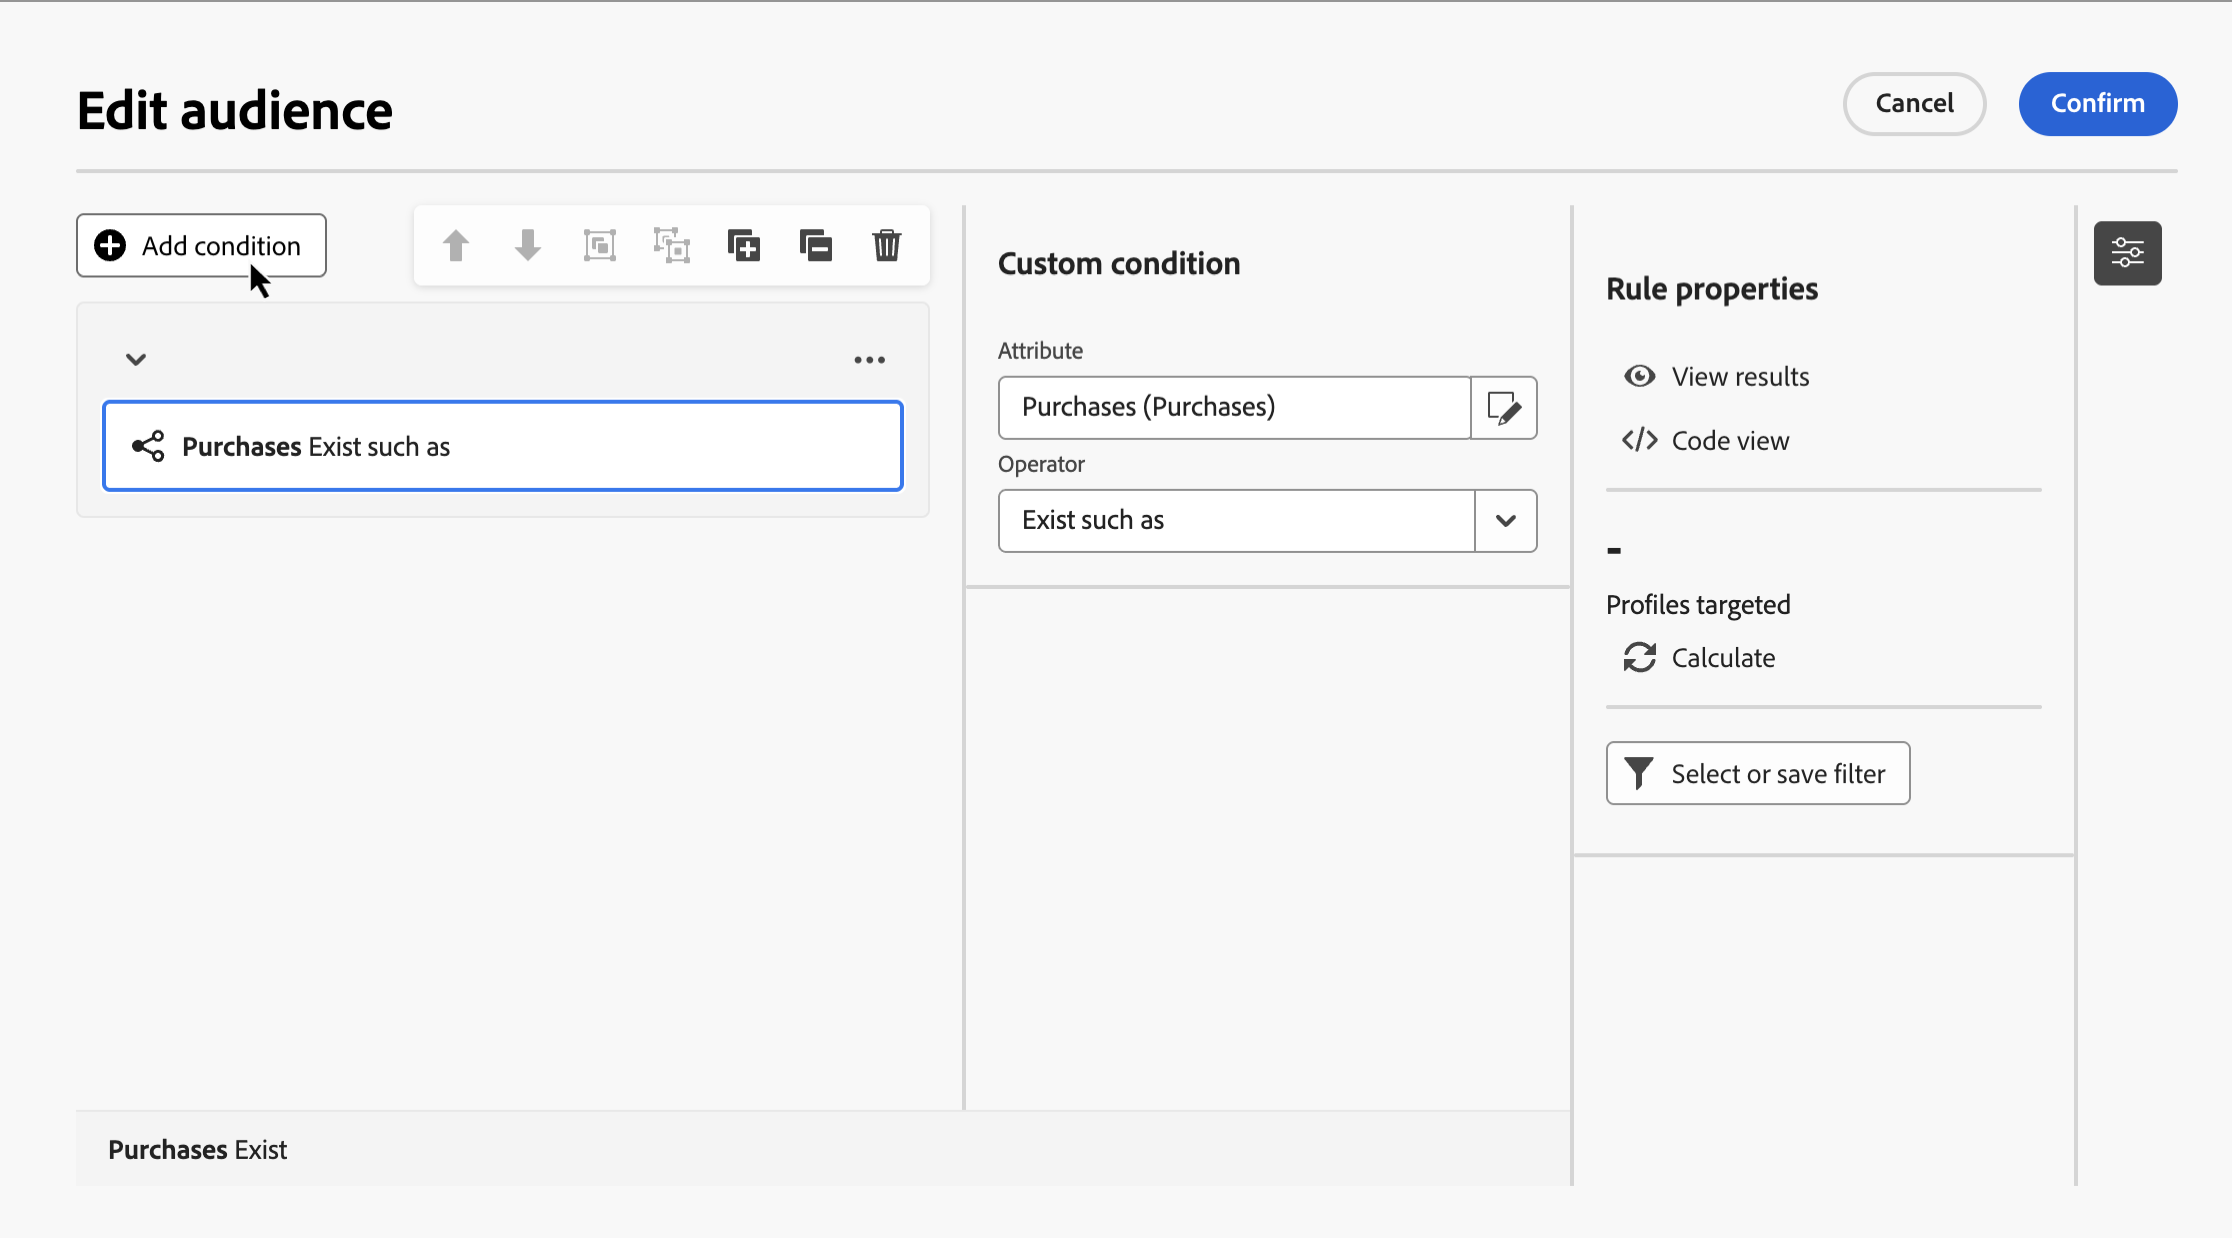 Edit audience
Cancel
Confirm
Add condition
Purchases Exist such as
Custom condition
Attribute
Purchases (Purchases)
Operator
Exist such as
Rule properties
View results
Code view
-
Profiles targeted
Calculate
Select or save filter
Purchases Exist